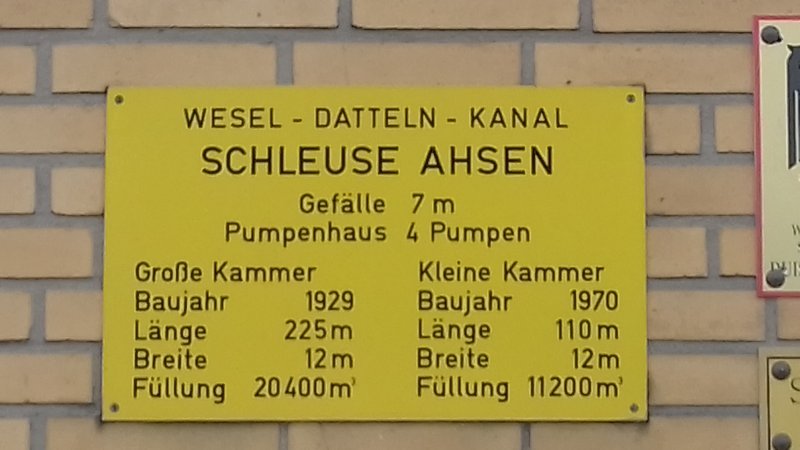 WESEL - DATTELN - KANAL
SCHLEUSE AHSEN
Gefälle 7 m
Pumpenhaus 4 Pumpen
Große Kammer
Baujahr 1929
Länge 225 m
Breite 12 m
Füllung 20400 m³
Kleine Kammer
Baujahr 1970
Länge 110 m
Breite 12 m
Füllung 11200 m³